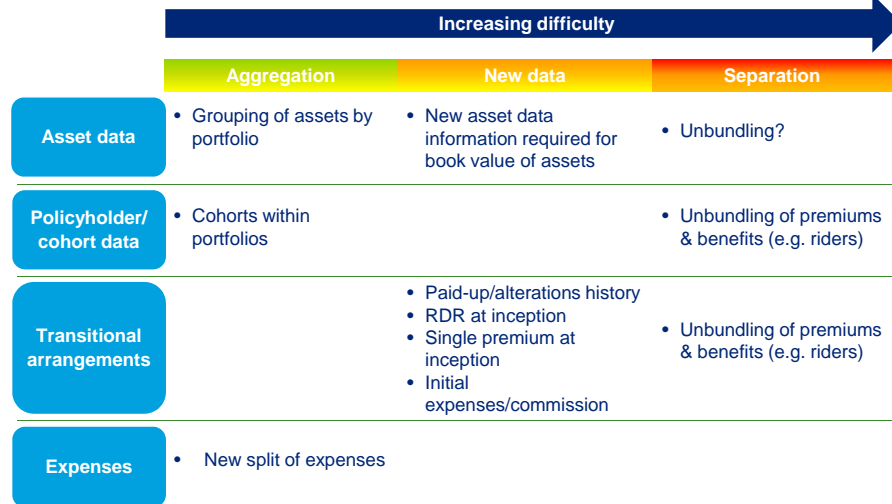 Increasing difficulty
Aggregation
New data
Separation
Asset data
• Grouping of assets by
portfolio
• New asset data
information required for
book value of assets
• Unbundling?
Policyholder/
cohort data
• Cohorts within
portfolios
• Unbundling of premiums
& benefits (e.g. riders)
Transitional
arrangements
• Paid-up/alterations history
• RDR at inception
• Single premium at
inception
• Initial
expenses/commission
• Unbundling of premiums
& benefits (e.g. riders)
Expenses
• New split of expenses